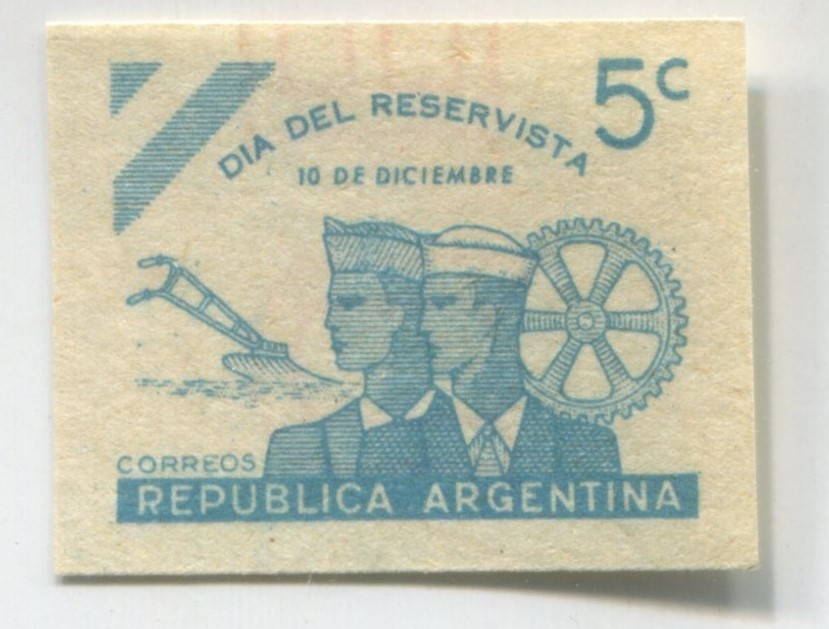 5c
DIA DEL RESERVISTA
10 DE DICIEMBRE
CORREOS
REPUBLICA ARGENTINA